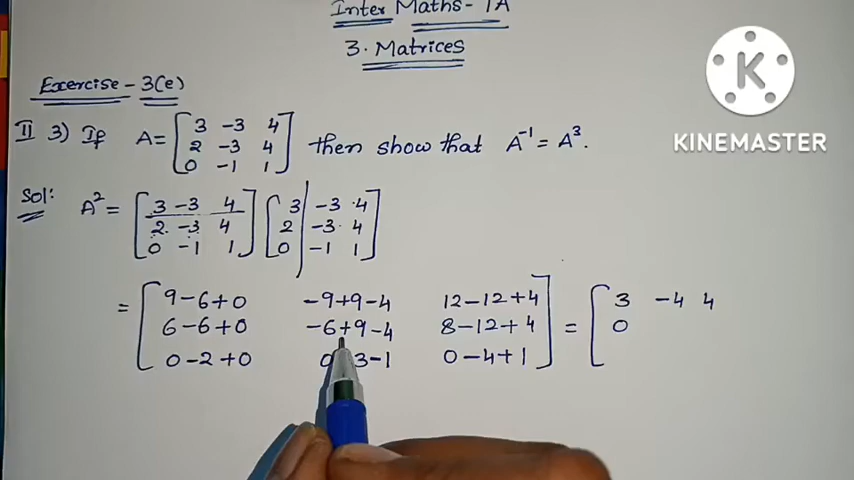 Inter Maths- 1A
3. Matrices
Exercise - 3(e)
II 3) If A = [3 -3 4
2 -3 4
0 -1 1] then show that A⁻¹ = A³.
Sol: A² = [3 -3 4
2 -3 4
0 -1 1] [3 -3 4
2 -3 4
0 -1 1]
= [9-6+0 -9+9-4 12-12+4
6-6+0 -6+9-4 8-12+4
0-2+0 0 3-1 0-4+1] = [3 -4 4
0
K
KINEMASTER